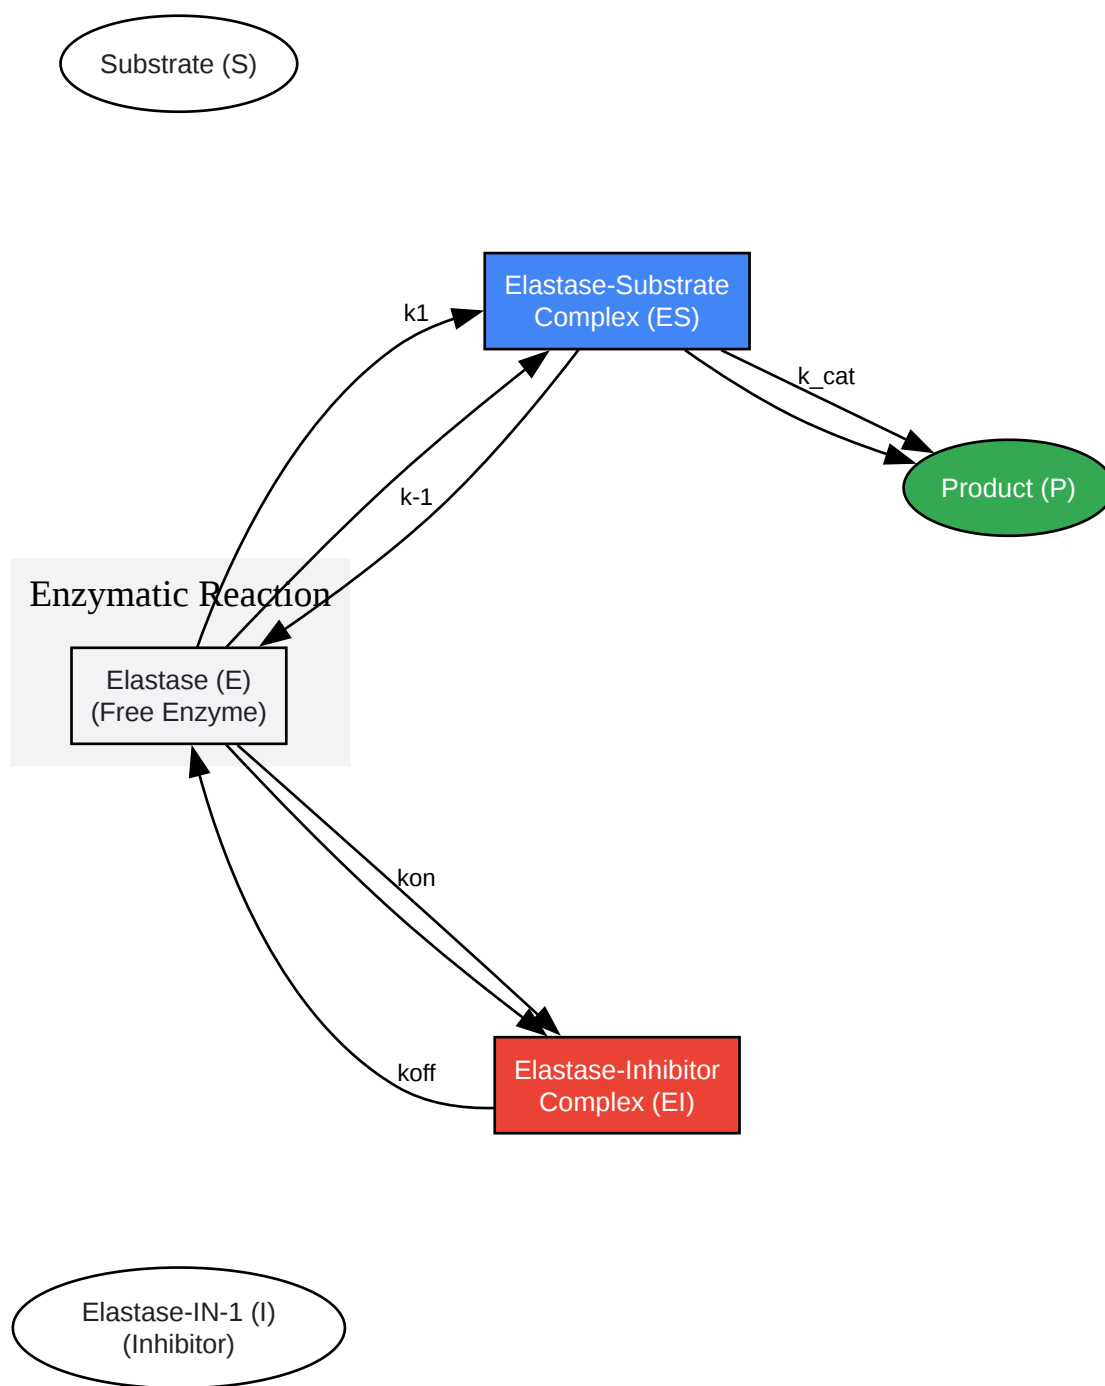 Substrate (S)
Elastase-Substrate
Complex (ES)
k1
k_cat
Product (P)
k-1
Enzymatic Reaction
Elastase (E)
(Free Enzyme)
kon
koff
Elastase-Inhibitor
Complex (EI)
Elastase-IN-1 (I)
(Inhibitor)